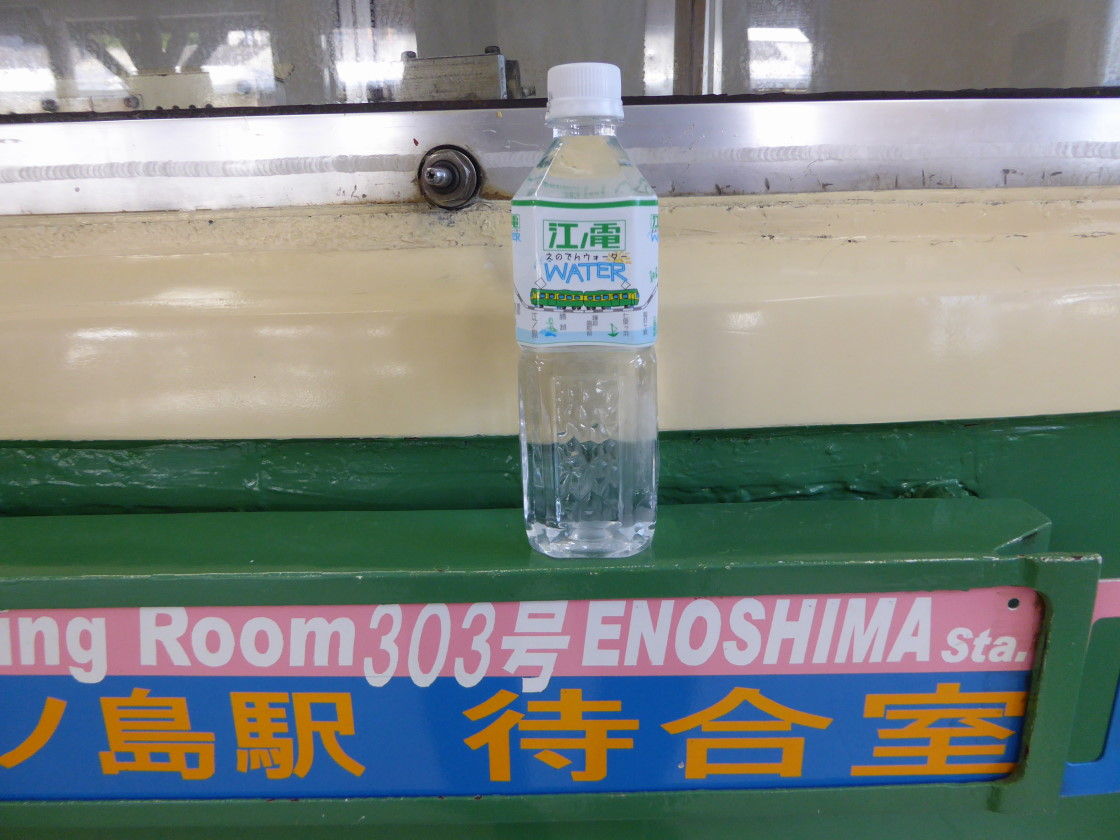 江ノ電
えのでんウォーター
WATER
ing Room 303号 ENOSHIMA Sta.
ノ島駅 待合室